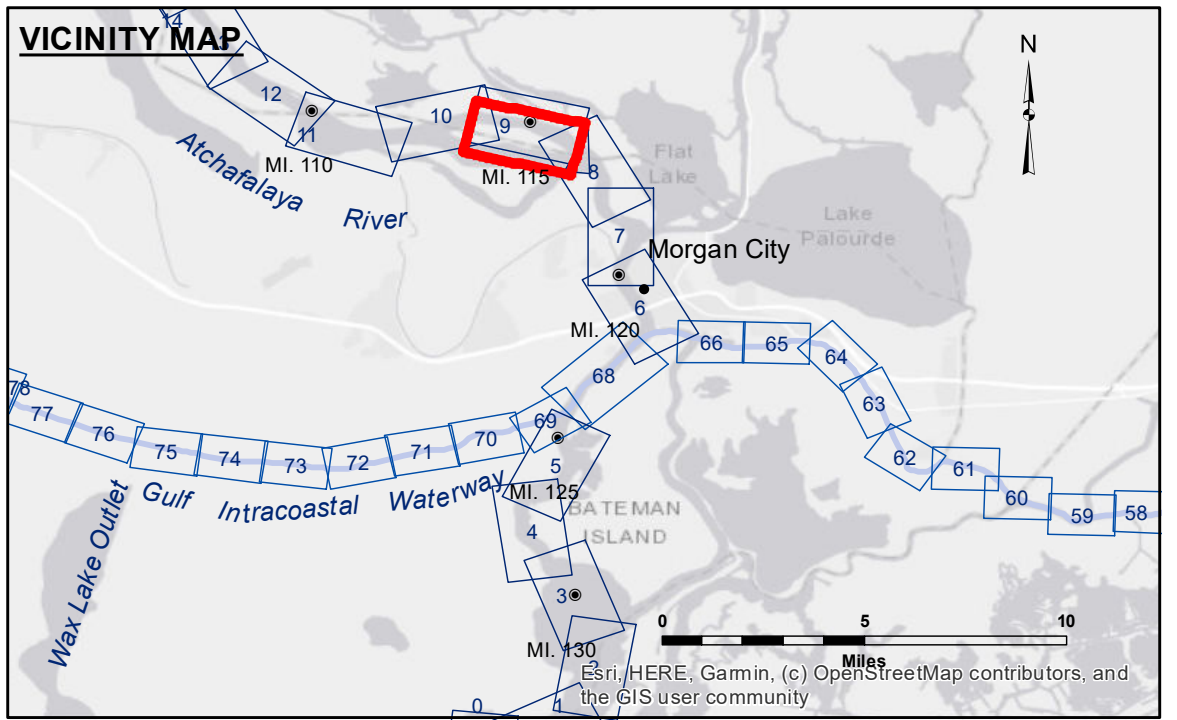 VICINITY MAP
14
N
12
10
9
11
MI. 110
MI. 115
8
Flat
Lake
Atchafalaya
River
Lake
Palourde
7
Morgan City
6
MI. 120
66
65
64
68
63
78
77
76
75
74
73
72
71
70
69
62
61
60
59
58
5
MI. 125
Gulf Intracoastal Waterway
BATEMAN
ISLAND
4
Wax Lake Outlet
3
MI. 130
2
0
1
0 5 10
Miles
Esri, HERE, Garmin, (c) OpenStreetMap contributors, and
the GIS user community